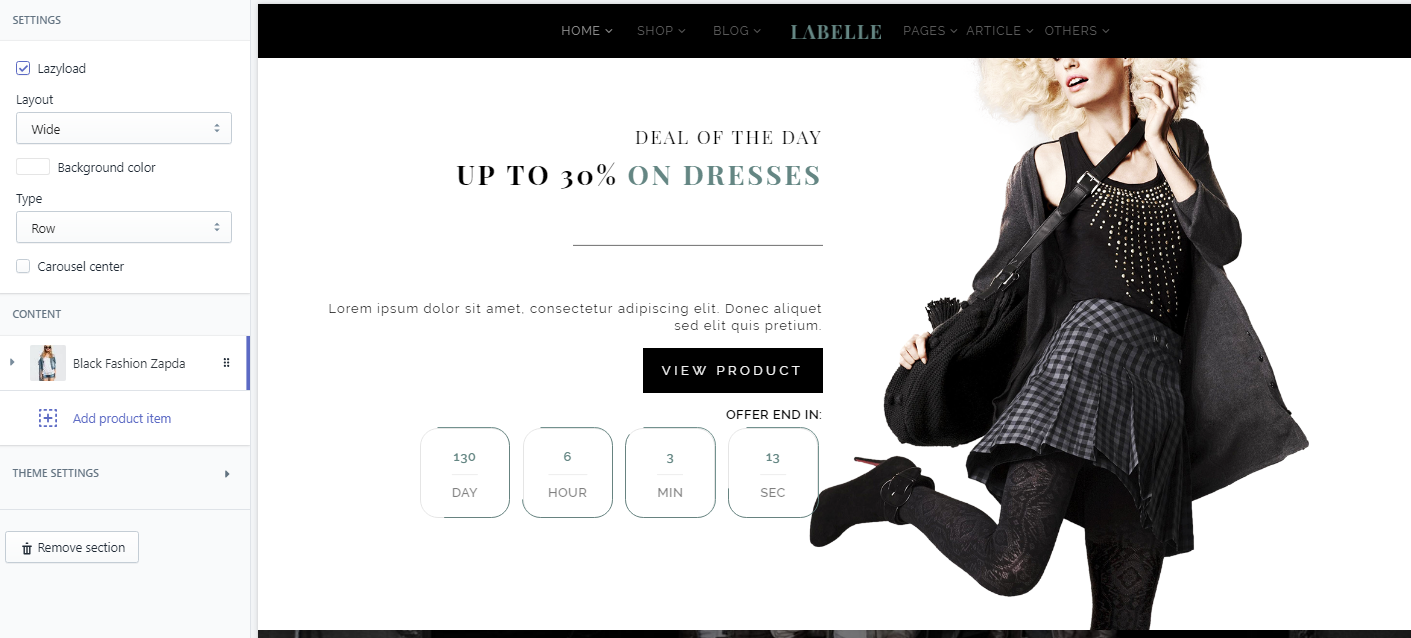 SETTINGS
Lazyload
Layout
Wide
Background color
Type
Row
Carousel center
CONTENT
Black Fashion Zapda
Add product item
THEME SETTINGS
Remove section
HOME SHOP BLOG LABELLE PAGES ARTICLE OTHERS
DEAL OF THE DAY
UP TO 30% ON DRESSES
Lorem ipsum dolor sit amet, consectetur adipiscing elit. Donec aliquet
sed elit quis pretium.
VIEW PRODUCT
OFFER END IN:
130 6 3 13
DAY HOUR MIN SEC